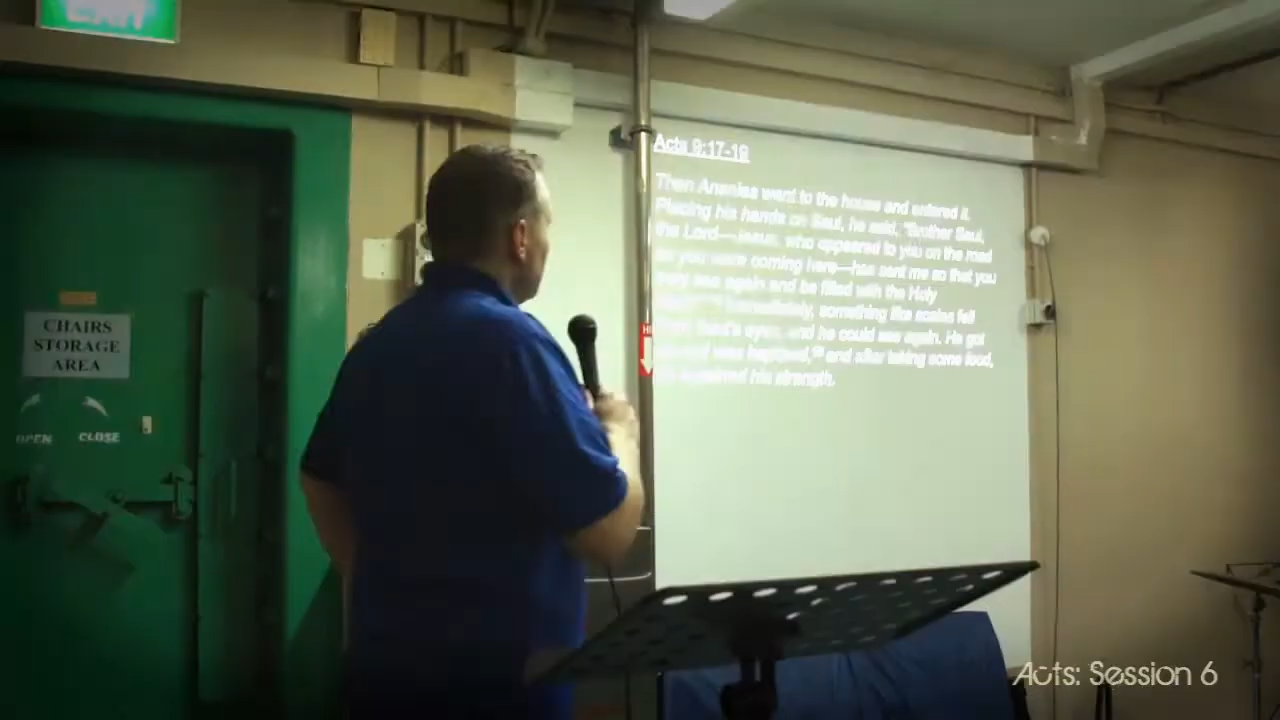 EXIT
Acts 9:17-19
Then Ananias went to the house and entered it.
Placing his hands on Saul, he said, "Brother Saul,
the Lord—Jesus, who appeared to you on the road
as you were coming here—has sent me so that you
may see again and be filled with the Holy
Immediately, something like scales fell
from Saul's eyes, and he could see again. He got
and was baptized, and after taking some food,
he regained his strength.
CHAIRS
STORAGE
AREA
OPEN CLOSE
Acts: Session 6